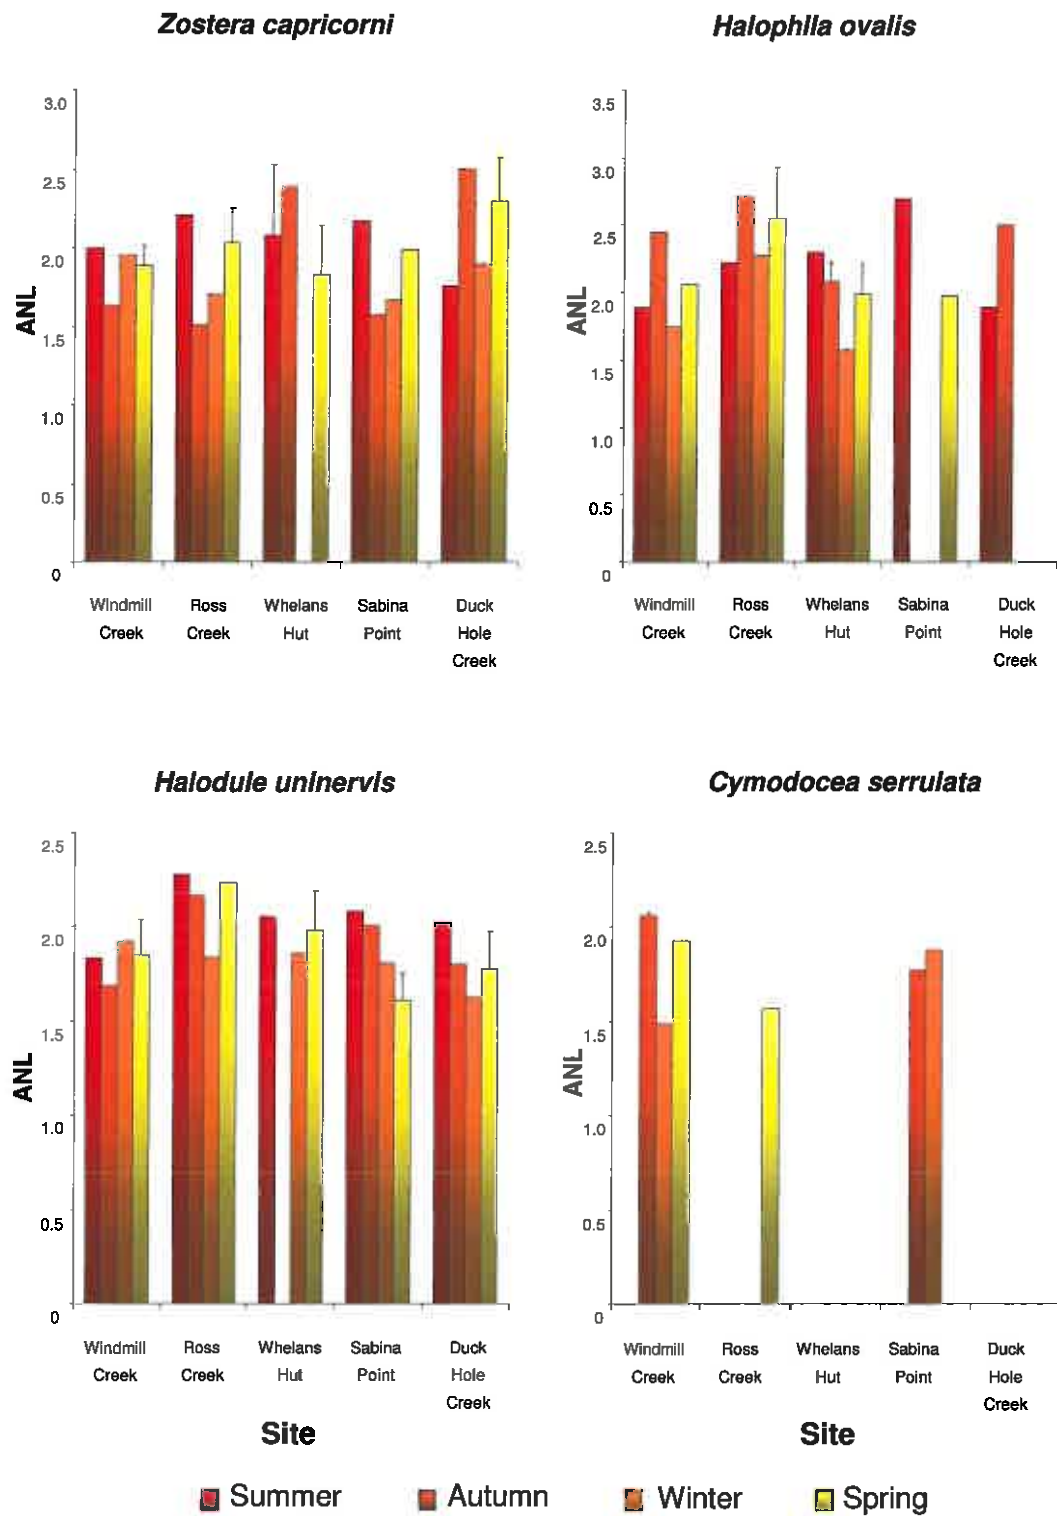 Zostera capricorni
Halophila ovalis
3.0
2.5
2.0
1.5
1.0
0.5
0
ANL
3.5
3.0
2.5
2.0
1.5
1.0
0.5
0
ANL
Windmill Creek
Ross Creek
Whelans Hut
Sabina Point
Duck Hole Creek
Windmill Creek
Ross Creek
Whelans Hut
Sabina Point
Duck Hole Creek
Halodule uninervis
Cymodocea serrulata
2.5
2.0
1.5
1.0
0.5
0
ANL
2.5
2.0
1.5
1.0
0.5
0
ANL
Windmill Creek
Ross Creek
Whelans Hut
Sabina Point
Duck Hole Creek
Windmill Creek
Ross Creek
Whelans Hut
Sabina Point
Duck Hole Creek
Site
Site
Summer
Autumn
Winter
Spring